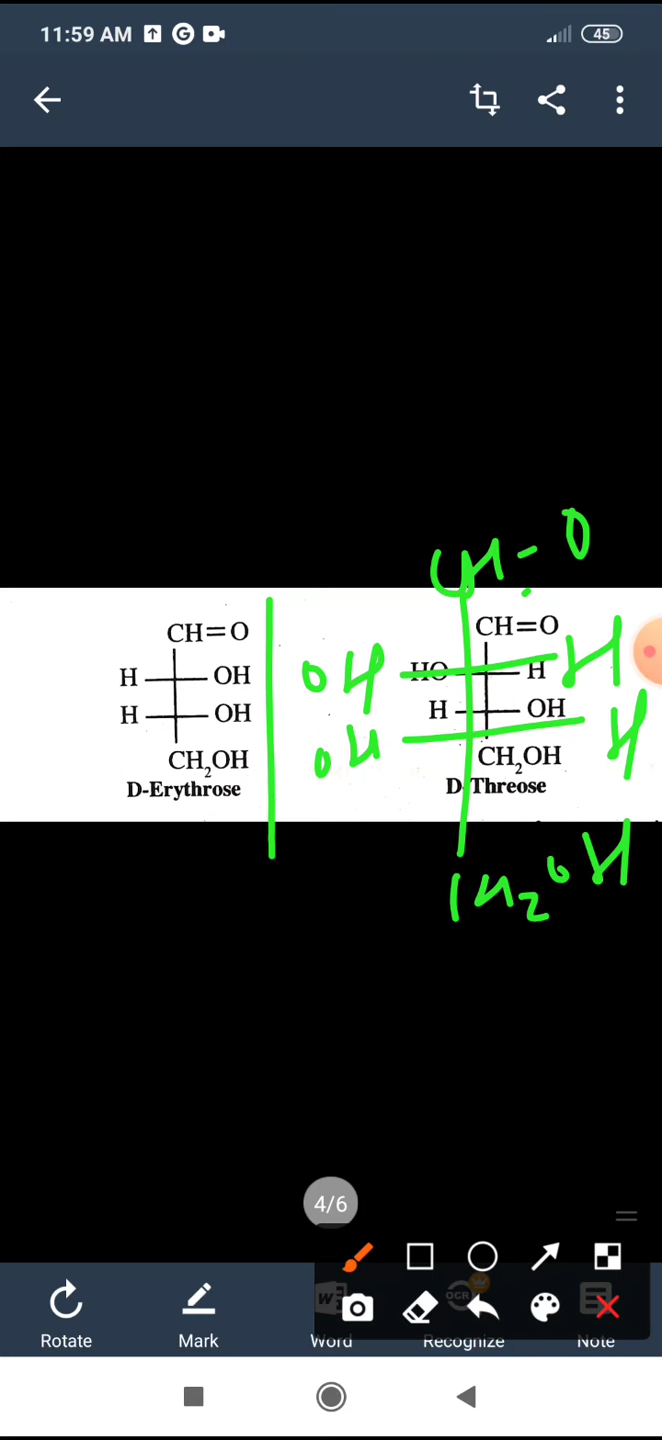 11:59 AM
45
CH=O
CH=O
CH=O
H OH
OH HO H H
H OH
H OH
OH H
CH₂OH
CH₂OH
D-Erythrose
D-Threose
CH₂OH
4/6
Rotate
Mark
Word
OCR
Recognize
Note